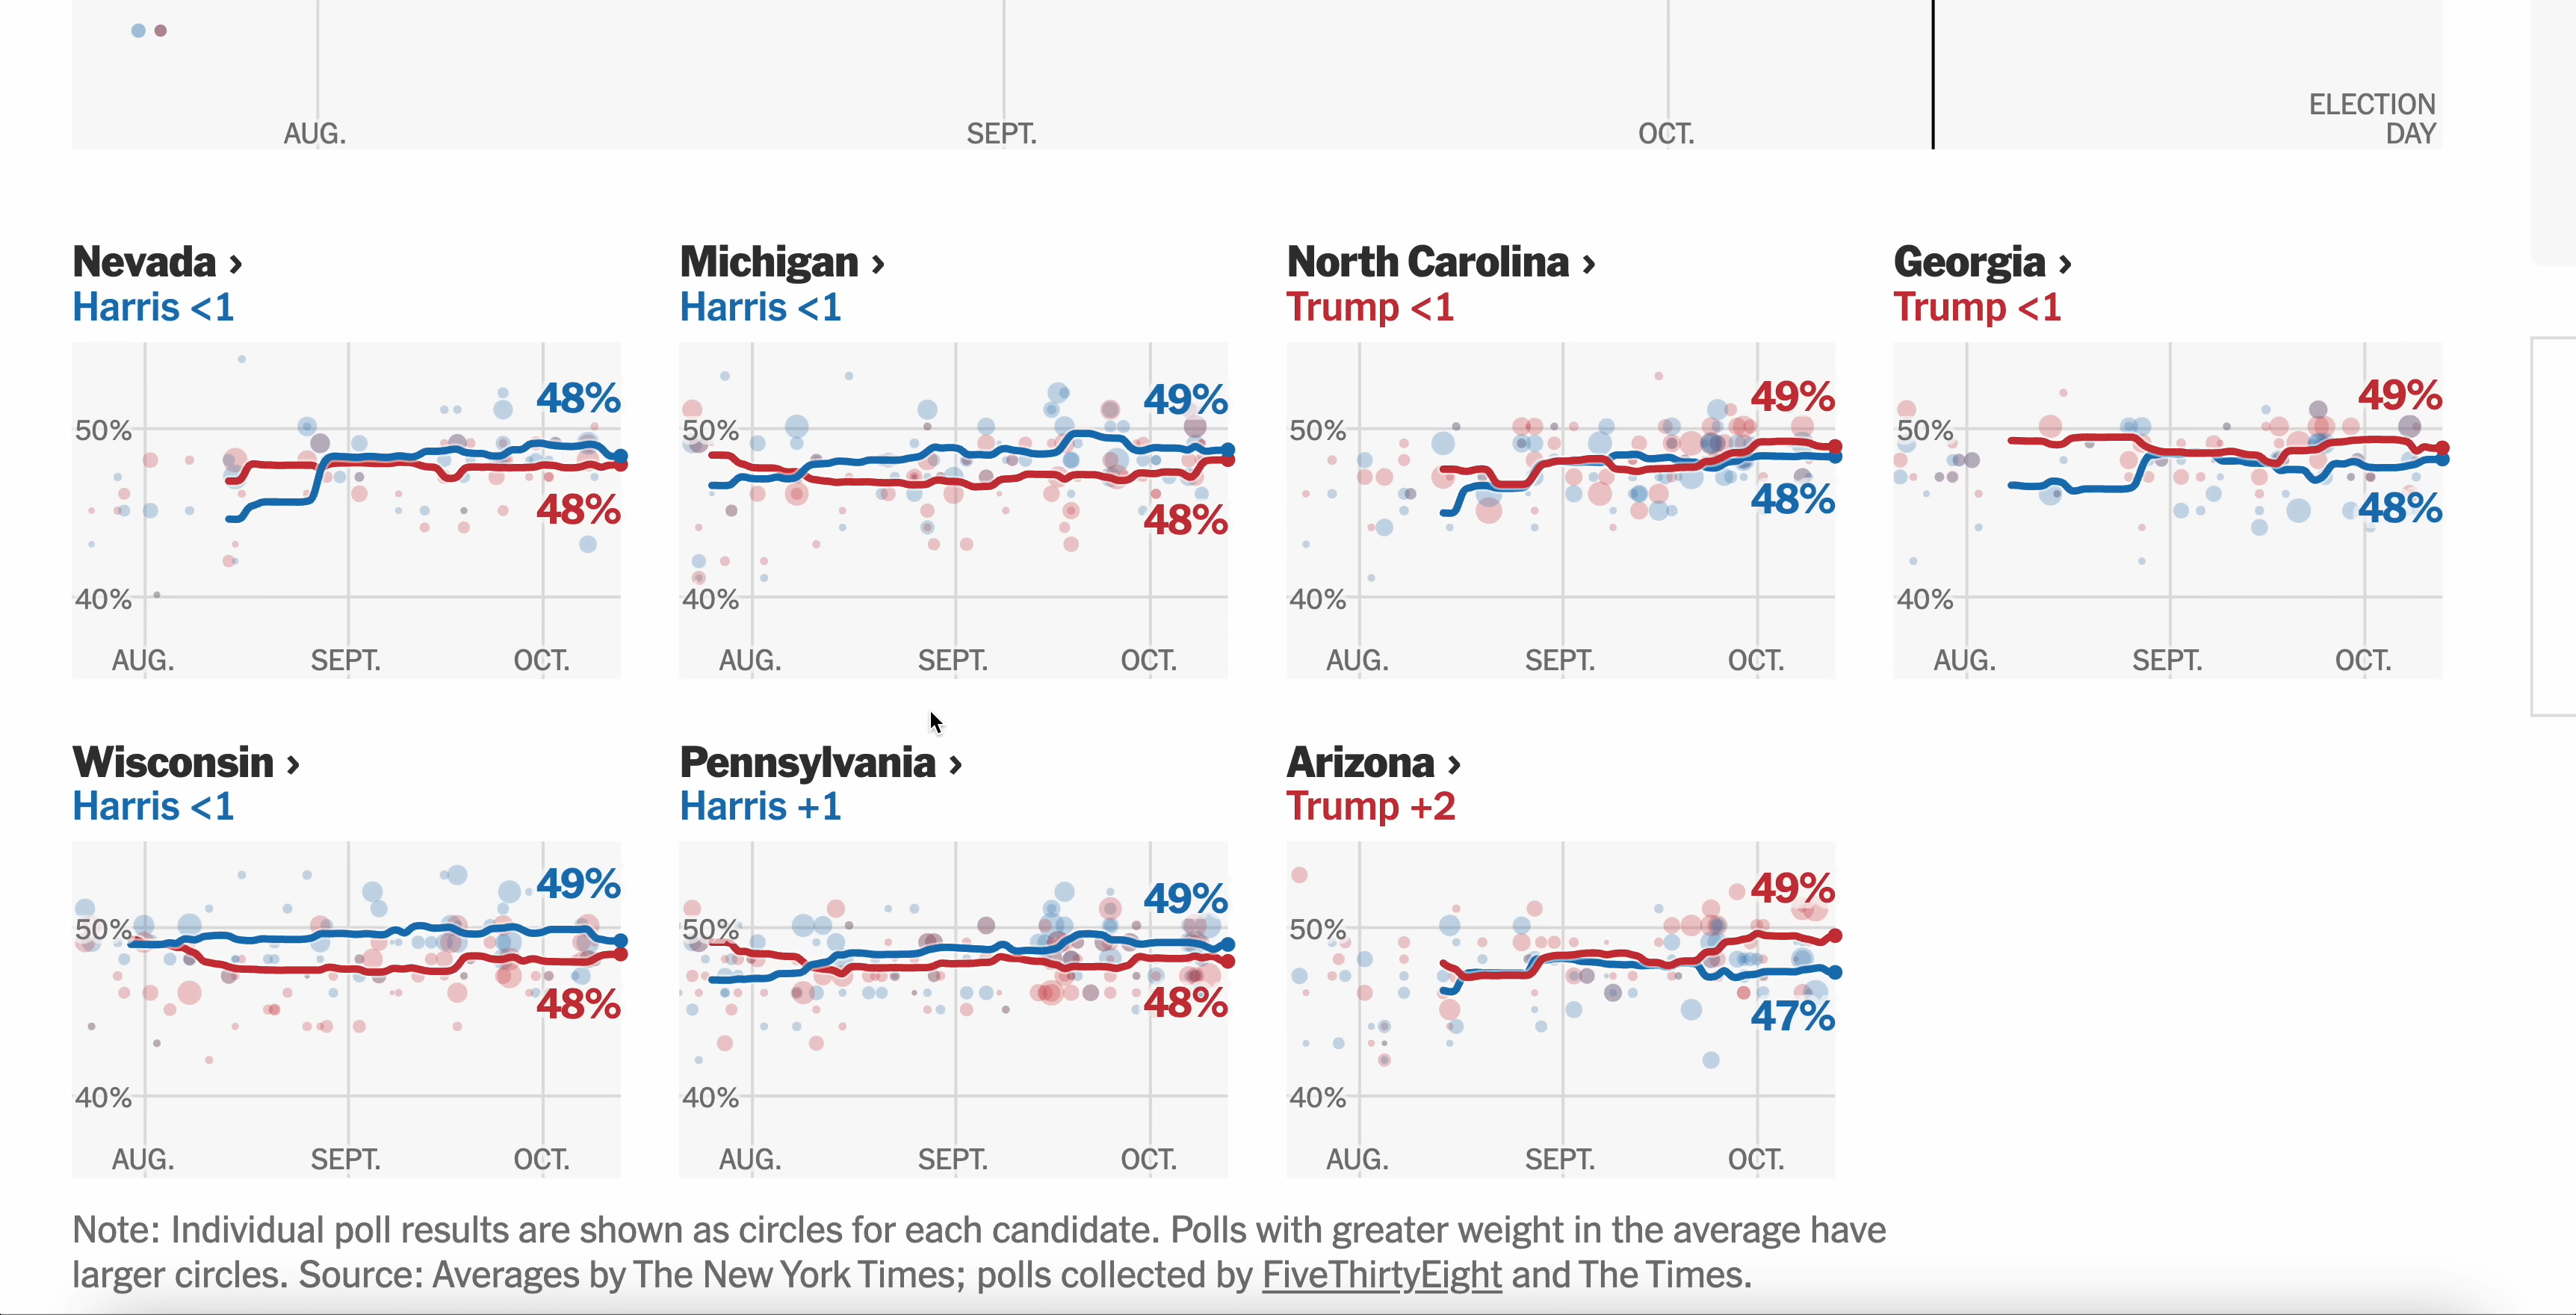 AUG.
SEPT.
OCT.
ELECTION
DAY
Nevada ›
Harris <1
48%
50%
48%
40%
AUG.
SEPT.
OCT.
Michigan ›
Harris <1
49%
50%
48%
40%
AUG.
SEPT.
OCT.
North Carolina ›
Trump <1
49%
50%
48%
40%
AUG.
SEPT.
OCT.
Georgia ›
Trump <1
49%
50%
48%
40%
AUG.
SEPT.
OCT.
Wisconsin ›
Harris <1
49%
50%
48%
40%
AUG.
SEPT.
OCT.
Pennsylvania ›
Harris +1
49%
50%
48%
40%
AUG.
SEPT.
OCT.
Arizona ›
Trump +2
49%
50%
47%
40%
AUG.
SEPT.
OCT.
Note: Individual poll results are shown as circles for each candidate. Polls with greater weight in the average have
larger circles. Source: Averages by The New York Times; polls collected by FiveThirtyEight and The Times.